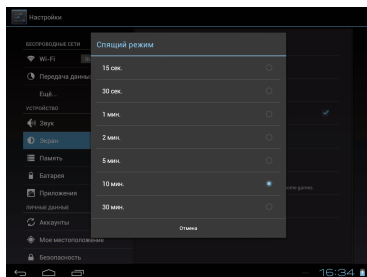 Настройки
БЕСПРОВОДНЫЕ СЕТИ
Wi-Fi
Передача данных
Ещё...
УСТРОЙСТВО
Звук
Экран
Память
Батарея
Приложения
ЛИЧНЫЕ ДАННЫЕ
Аккаунты
Мое местоположение
Безопасность
Спящий режим
15 сек.
30 сек.
1 мин.
2 мин.
5 мин.
10 мин.
30 мин.
Отмена
some games.
16:34